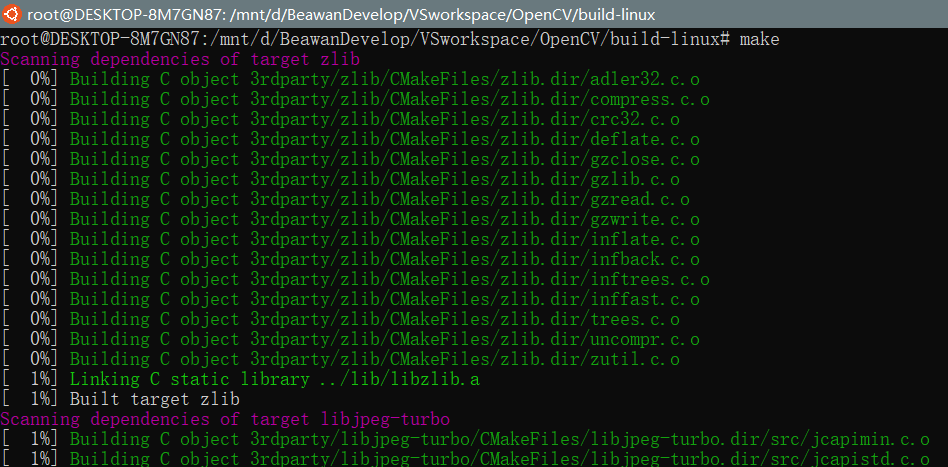 root@DESKTOP-8M7GN87: /mnt/d/BeawanDevelop/VSworkspace/OpenCV/build-linux
root@DESKTOP-8M7GN87:/mnt/d/BeawanDevelop/VSworkspace/OpenCV/build-linux# make
Scanning dependencies of target zlib
[  0%] Building C object 3rdparty/zlib/CMakeFiles/zlib.dir/adler32.c.o
[  0%] Building C object 3rdparty/zlib/CMakeFiles/zlib.dir/compress.c.o
[  0%] Building C object 3rdparty/zlib/CMakeFiles/zlib.dir/crc32.c.o
[  0%] Building C object 3rdparty/zlib/CMakeFiles/zlib.dir/deflate.c.o
[  0%] Building C object 3rdparty/zlib/CMakeFiles/zlib.dir/gzclose.c.o
[  0%] Building C object 3rdparty/zlib/CMakeFiles/zlib.dir/gzlib.c.o
[  0%] Building C object 3rdparty/zlib/CMakeFiles/zlib.dir/gzread.c.o
[  0%] Building C object 3rdparty/zlib/CMakeFiles/zlib.dir/gzwrite.c.o
[  0%] Building C object 3rdparty/zlib/CMakeFiles/zlib.dir/inflate.c.o
[  0%] Building C object 3rdparty/zlib/CMakeFiles/zlib.dir/infback.c.o
[  0%] Building C object 3rdparty/zlib/CMakeFiles/zlib.dir/inftrees.c.o
[  0%] Building C object 3rdparty/zlib/CMakeFiles/zlib.dir/inffast.c.o
[  0%] Building C object 3rdparty/zlib/CMakeFiles/zlib.dir/trees.c.o
[  0%] Building C object 3rdparty/zlib/CMakeFiles/zlib.dir/uncompr.c.o
[  0%] Building C object 3rdparty/zlib/CMakeFiles/zlib.dir/zutil.c.o
[  1%] Linking C static library ../lib/libzlib.a
[  1%] Built target zlib
Scanning dependencies of target libjpeg-turbo
[  1%] Building C object 3rdparty/libjpeg-turbo/CMakeFiles/libjpeg-turbo.dir/src/jcapimin.c.o
[  1%] Building C object 3rdparty/libjpeg-turbo/CMakeFiles/libjpeg-turbo.dir/src/jcapistd.c.o